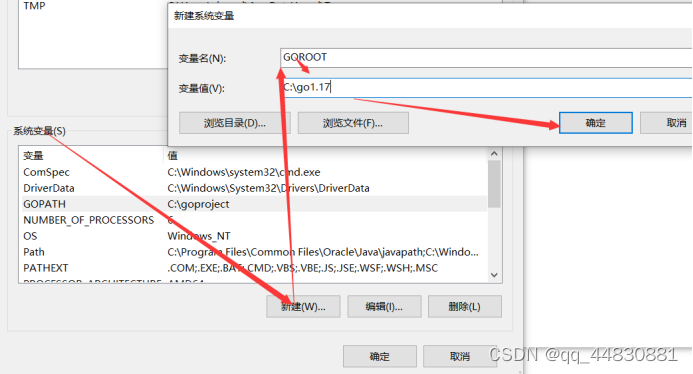 TMP
新建系统变量
变量名(N):
GOROOT
变量值(V):
C:\go1.17
浏览目录(D)...
浏览文件(F)...
确定
取消
系统变量(S)
变量 值
ComSpec C:\Windows\system32\cmd.exe
DriverData C:\Windows\System32\Drivers\DriverData
GOPATH C:\goproject
NUMBER_OF_PROCESSORS
OS Windows_NT
Path C:\Program Files\Common Files\Oracle\Java\javapath;C:\Windo...
PATHEXT .COM;.EXE;.BAT;.CMD;.VBS;.VBE;.JS;.JSE;.WSF;.WSH;.MSC
新建(W)...
编辑(I)...
删除(L)
确定
取消
CSDN @qq_44830881